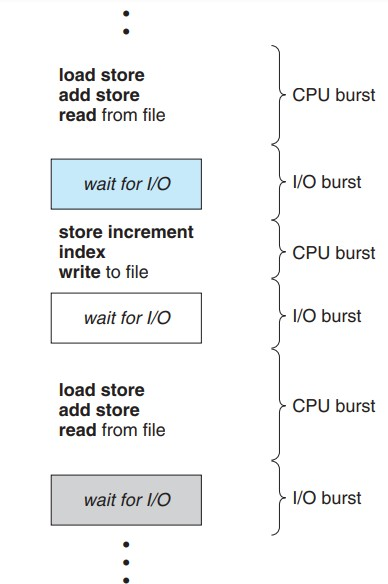 load store
add store
read from file
CPU burst
wait for I/O
I/O burst
store increment
index
write to file
CPU burst
wait for I/O
I/O burst
load store
add store
read from file
CPU burst
wait for I/O
I/O burst